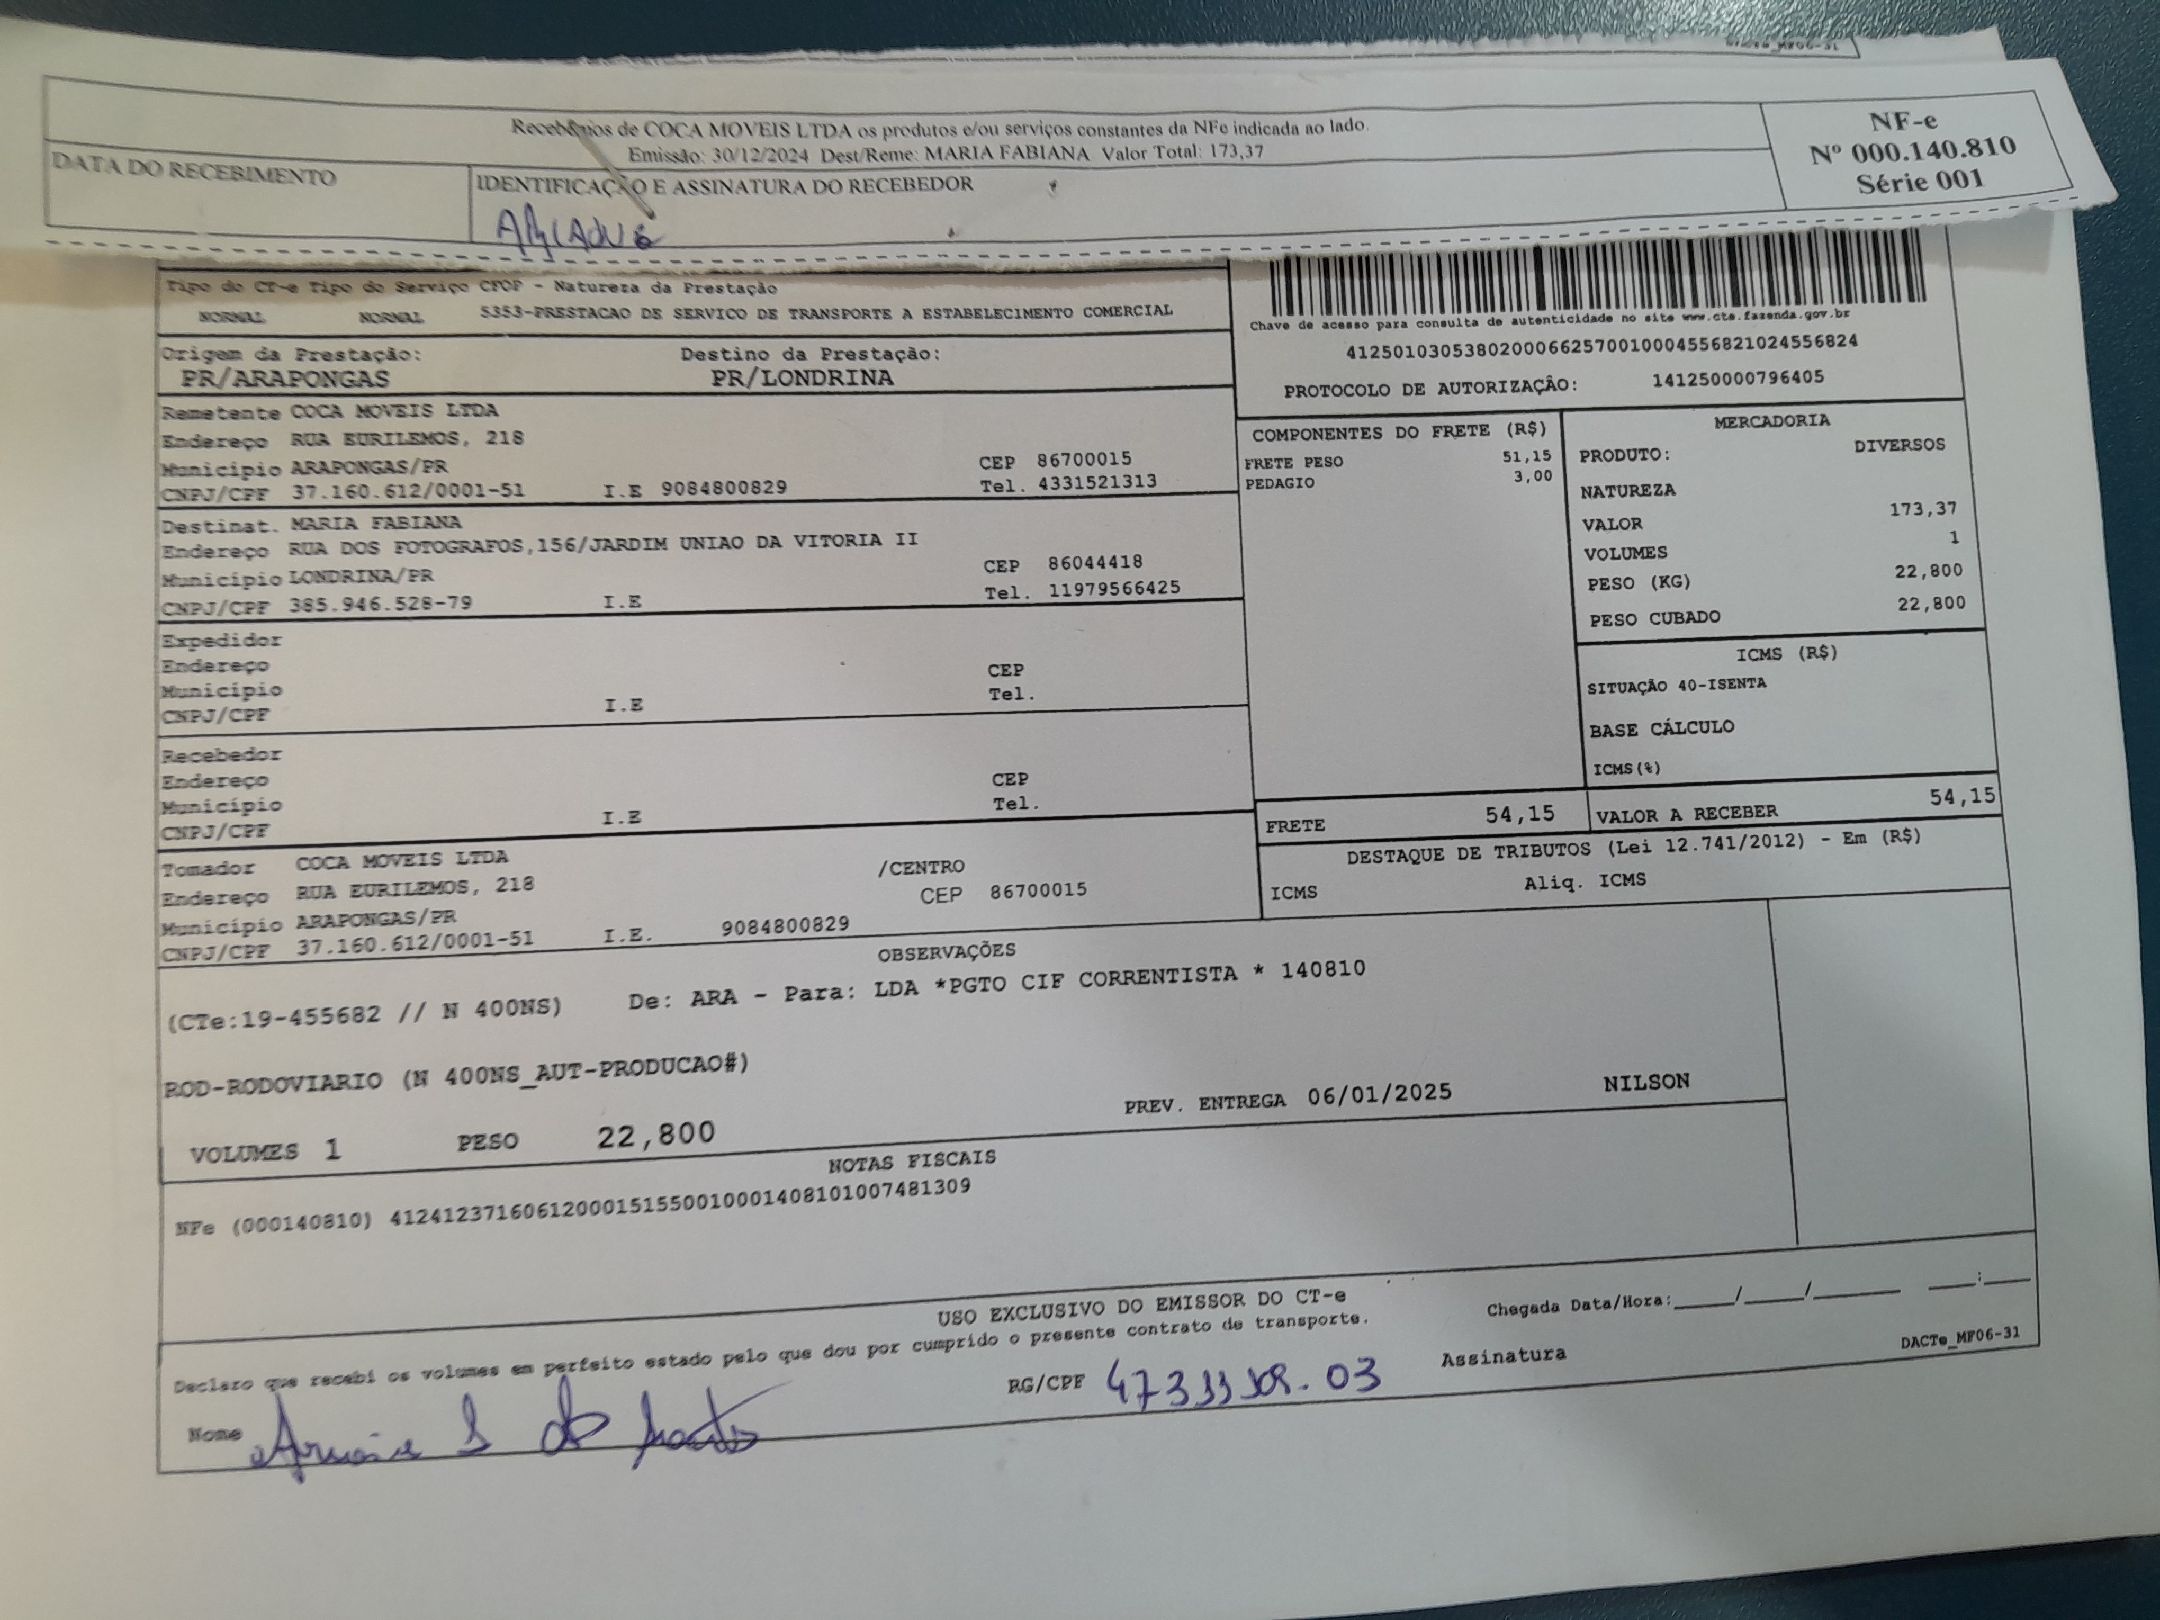 DACTe_MF06-31
Recebemos de COCA MOVEIS LTDA os produtos e/ou serviços constantes da NFe indicada ao lado.
Emissão: 30/12/2024 Dest/Reme: MARIA FABIANA Valor Total: 173,37
NF-e
Nº 000.140.810
Série 001
DATA DO RECEBIMENTO
IDENTIFICAÇÃO E ASSINATURA DO RECEBEDOR
Tipo do CT-e Tipo do Serviço CFOP - Natureza da Prestação
NORMAL NORMAL 5353-PRESTACAO DE SERVICO DE TRANSPORTE A ESTABELECIMENTO COMERCIAL
Chave de acesso para consulta de autenticidade no site www.cte.fazenda.gov.br
41250103053802000662570010004556821024556824
PROTOCOLO DE AUTORIZAÇÃO: 141250000796405
Origem da Prestação: Destino da Prestação:
PR/ARAPONGAS PR/LONDRINA
Remetente COCA MOVEIS LTDA
Endereço RUA EURILEMOS, 218
Município ARAPONGAS/PR CEP 86700015
CNPJ/CPF 37.160.612/0001-51 I.E 9084800829 Tel. 4331521313
Destinat. MARIA FABIANA
Endereço RUA DOS FOTOGRAFOS,156/JARDIM UNIAO DA VITORIA II
Município LONDRINA/PR CEP 86044418
CNPJ/CPF 385.946.528-79 I.E Tel. 11979566425
Expedidor
Endereço CEP
Município Tel.
CNPJ/CPF I.E
Recebedor
Endereço CEP
Município Tel.
CNPJ/CPF I.E
Tomador COCA MOVEIS LTDA /CENTRO
Endereço RUA EURILEMOS, 218 CEP 86700015
Município ARAPONGAS/PR
CNPJ/CPF 37.160.612/0001-51 I.E. 9084800829
COMPONENTES DO FRETE (R$)
FRETE PESO 51,15
PEDAGIO 3,00
MERCADORIA
PRODUTO: DIVERSOS
NATUREZA
VALOR 173,37
VOLUMES 1
PESO (KG) 22,800
PESO CUBADO 22,800
ICMS (R$)
SITUAÇÃO 40-ISENTA
BASE CÁLCULO
ICMS(%)
FRETE 54,15 VALOR A RECEBER 54,15
DESTAQUE DE TRIBUTOS (Lei 12.741/2012) - Em (R$)
ICMS Aliq. ICMS
OBSERVAÇÕES
(CTe:19-455682 // N 400NS) De: ARA - Para: LDA *PGTO CIF CORRENTISTA * 140810
ROD-RODOVIARIO (N 400NS_AUT-PRODUCAO#)
PREV. ENTREGA 06/01/2025 NILSON
VOLUMES 1 PESO 22,800
NOTAS FISCAIS
NFe (000140810) 41241237160612000151550010001408101007481309
USO EXCLUSIVO DO EMISSOR DO CT-e
Declaro que recebi os volumes em perfeito estado pelo que dou por cumprido o presente contrato de transporte.
Chegada Data/Hora:____/____/______ ___:___
Nome
RG/CPF
Assinatura
DACTe_MF06-31